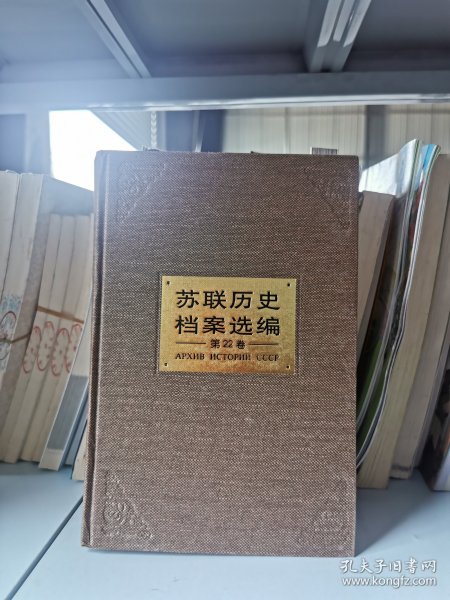 苏联历史
档案选编
第22卷
АРХИВ ИСТОРИИ СССР
孔夫子旧书网
www.kongfz.com